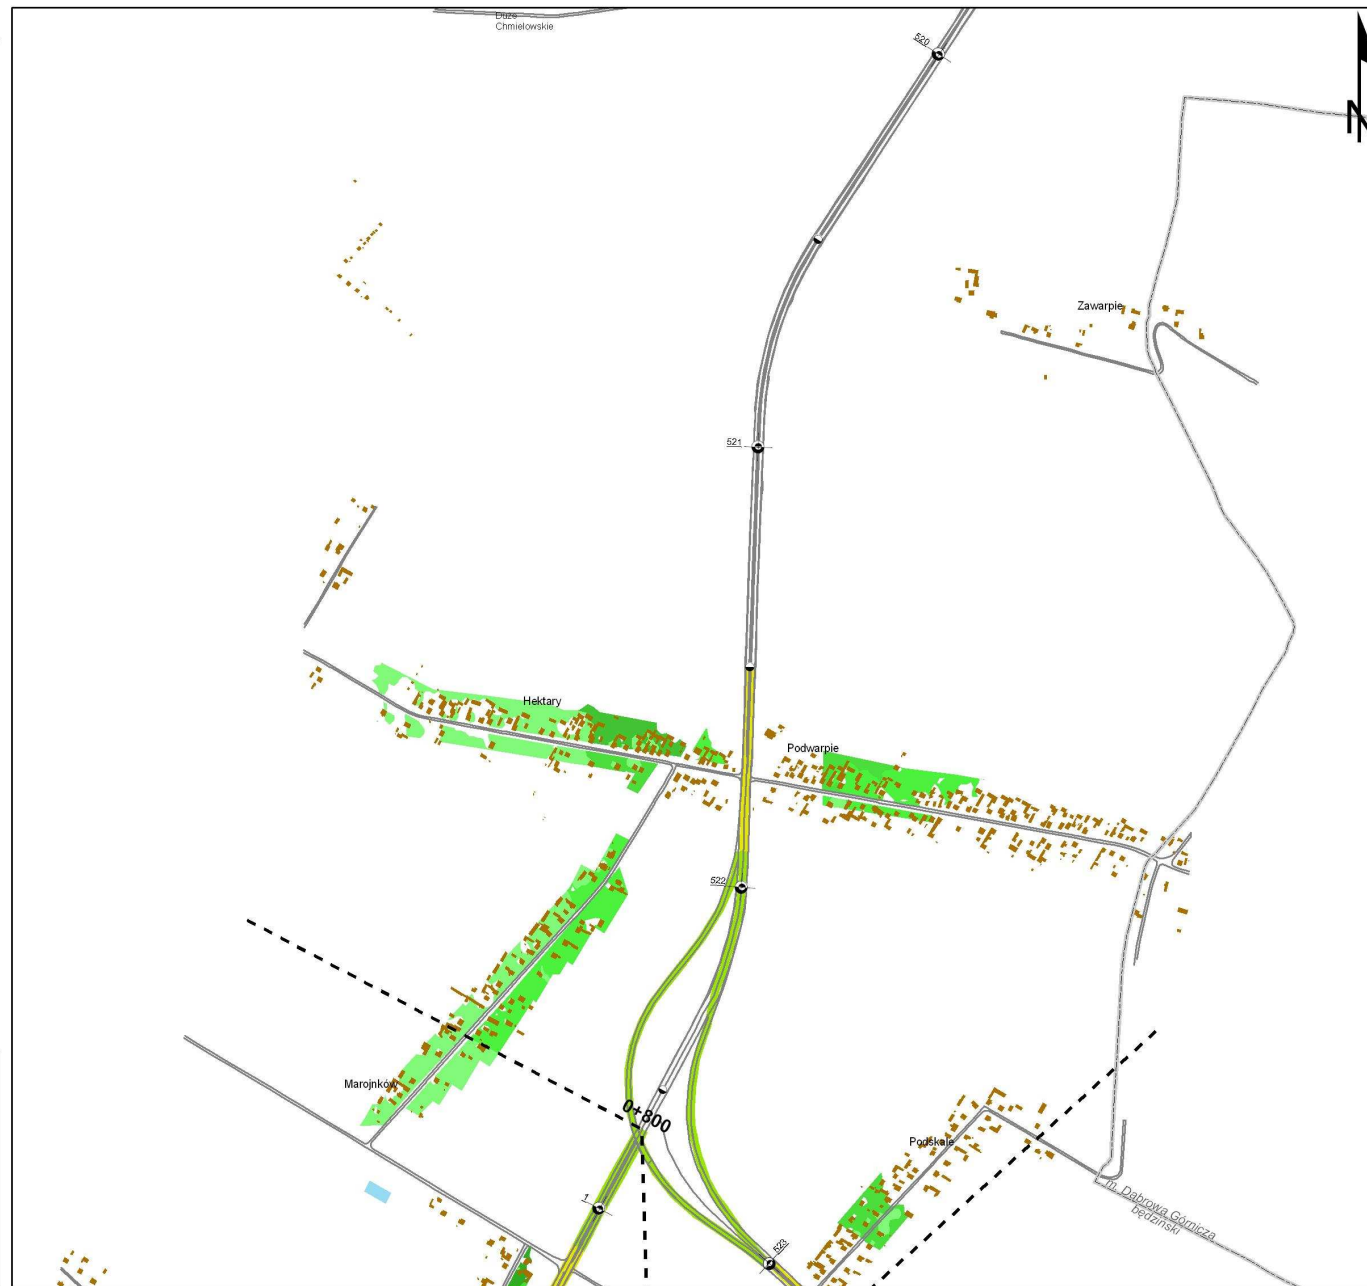 Duże
Chmielowskie
520
N
Zawarpie
521
Hektary
Podwarpie
522
Marojnków
0+800
Podskale
m. Dąbrowa Górnicza
będziński
1
523